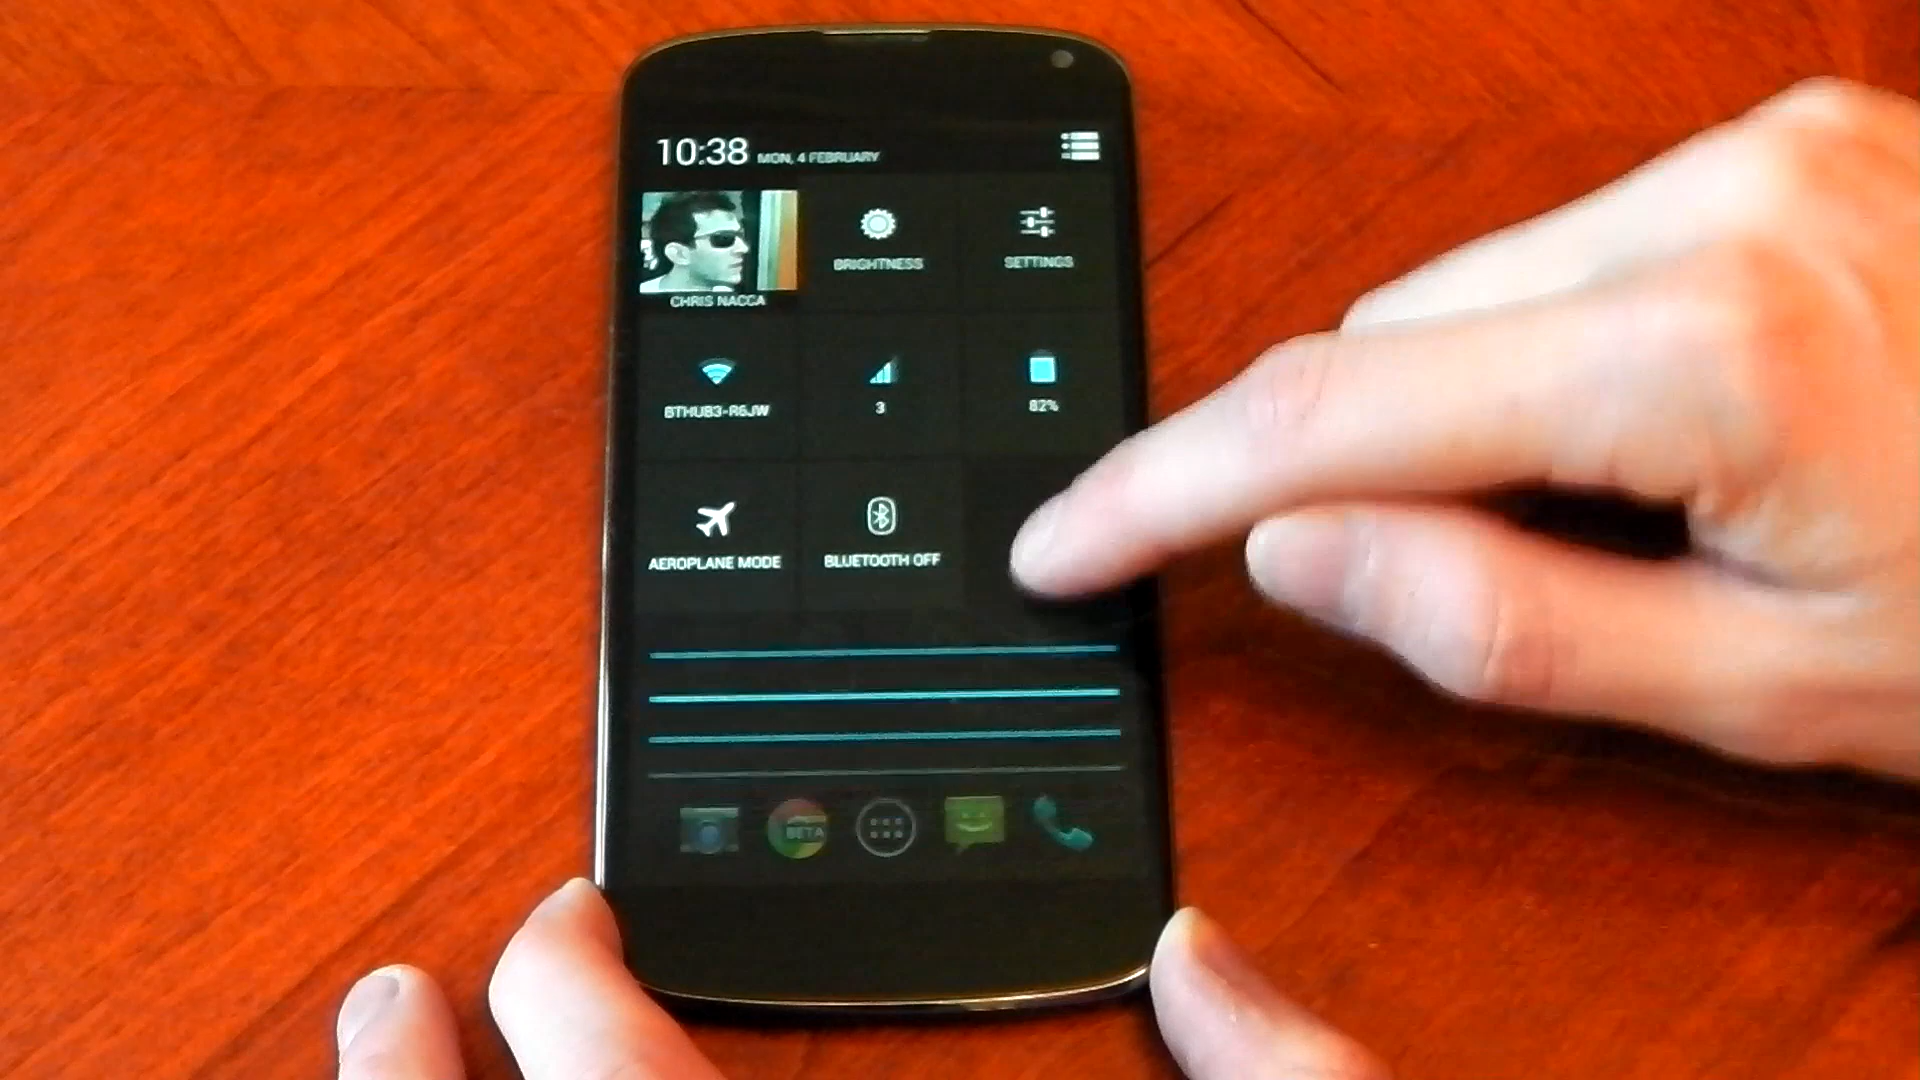 10:38 MON, 4 FEBRUARY
CHRIS NACCA
BRIGHTNESS
SETTINGS
BTHUB3-R6JW
3
82%
AEROPLANE MODE
BLUETOOTH OFF
BETA